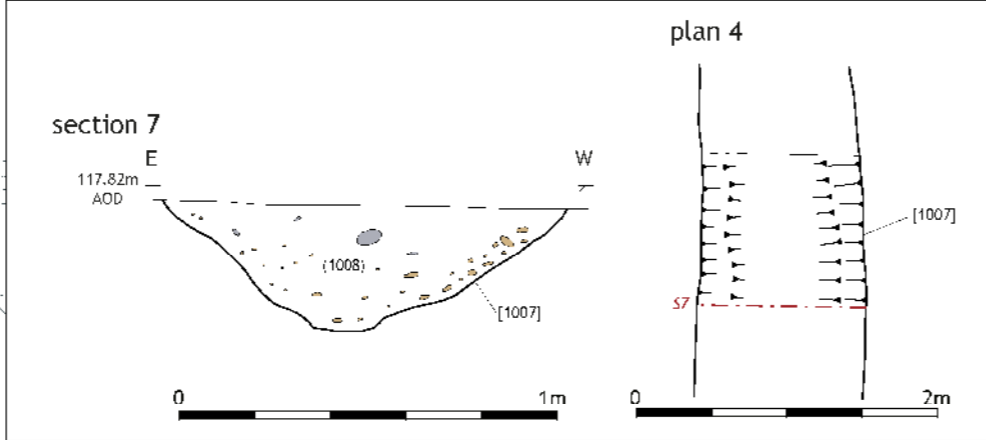 plan 4
section 7
E
W
117.82m
AOD
(1008)
[1007]
[1007]
S7
0
1m
0
2m